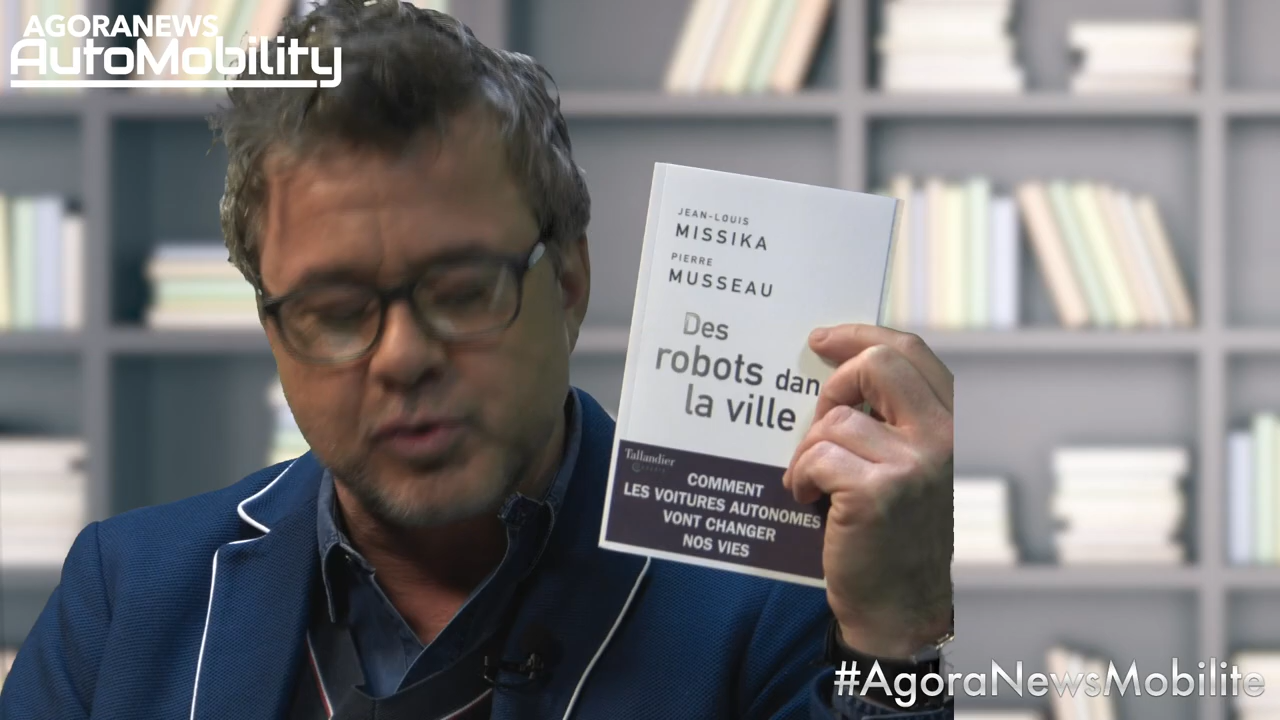 AGORANEWS
AutoMobility
JEAN-LOUIS
MISSIKA
PIERRE
MUSSEAU
Des
robots dan
la ville
Tallandier
COMMENT
LES VOITURES AUTONOMES
VONT CHANGER
NOS VIES
#AgoraNewsMobilite